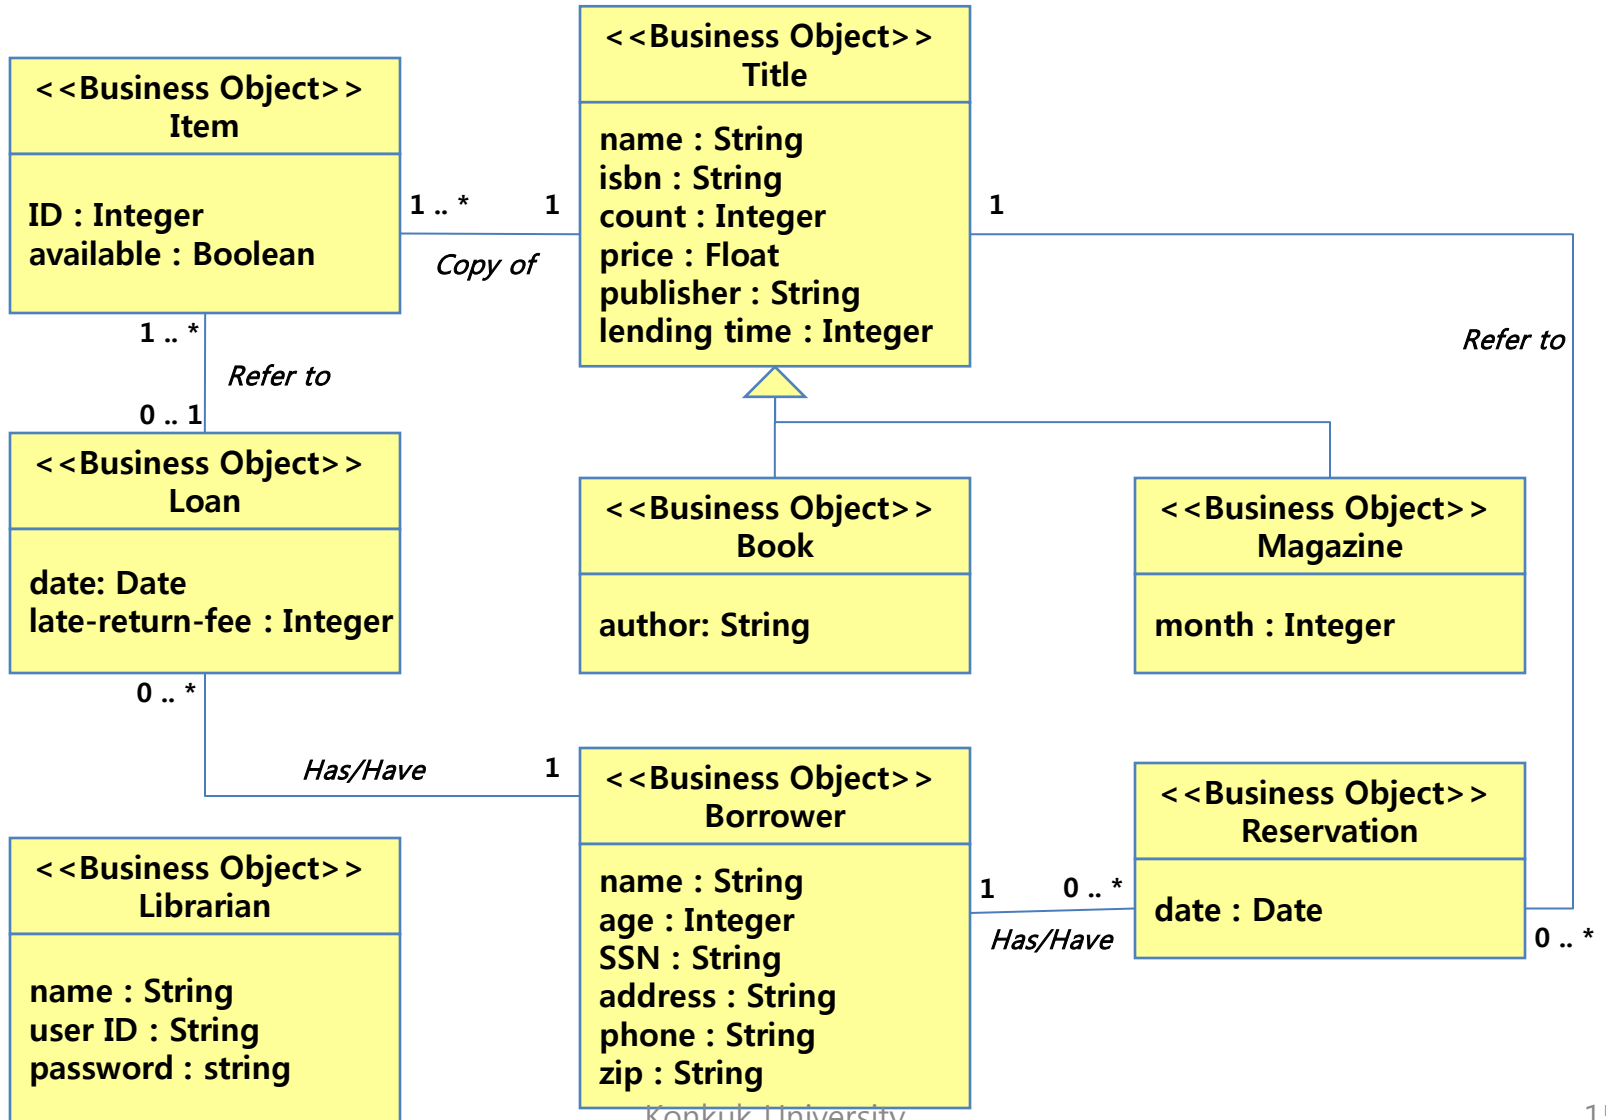 <<Business Object>>
Item
ID : Integer
available : Boolean
1 .. *
1
Copy of
<<Business Object>>
Title
name : String
isbn : String
count : Integer
price : Float
publisher : String
lending time : Integer
1
Refer to
1 .. *
Refer to
0 .. 1
<<Business Object>>
Loan
date: Date
late-return-fee : Integer
<<Business Object>>
Book
author: String
<<Business Object>>
Magazine
month : Integer
0 .. *
Has/Have
1
<<Business Object>>
Borrower
name : String
age : Integer
SSN : String
address : String
phone : String
zip : String
1
0 .. *
Has/Have
<<Business Object>>
Reservation
date : Date
0 .. *
<<Business Object>>
Librarian
name : String
user ID : String
password : string
Konkuk University